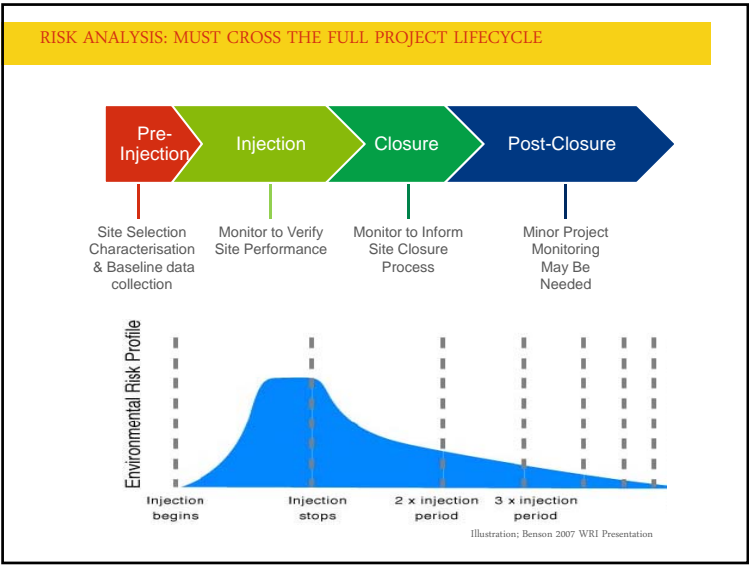 RISK ANALYSIS: MUST CROSS THE FULL PROJECT LIFECYCLE
Pre-
Injection
Injection
Closure
Post-Closure
Site Selection
Characterisation
& Baseline data
collection
Monitor to Verify
Site Performance
Monitor to Inform
Site Closure
Process
Minor Project
Monitoring
May Be
Needed
Environmental Risk Profile
Injection
begins
Injection
stops
2 x injection
period
3 x injection
period
Illustration; Benson 2007 WRI Presentation